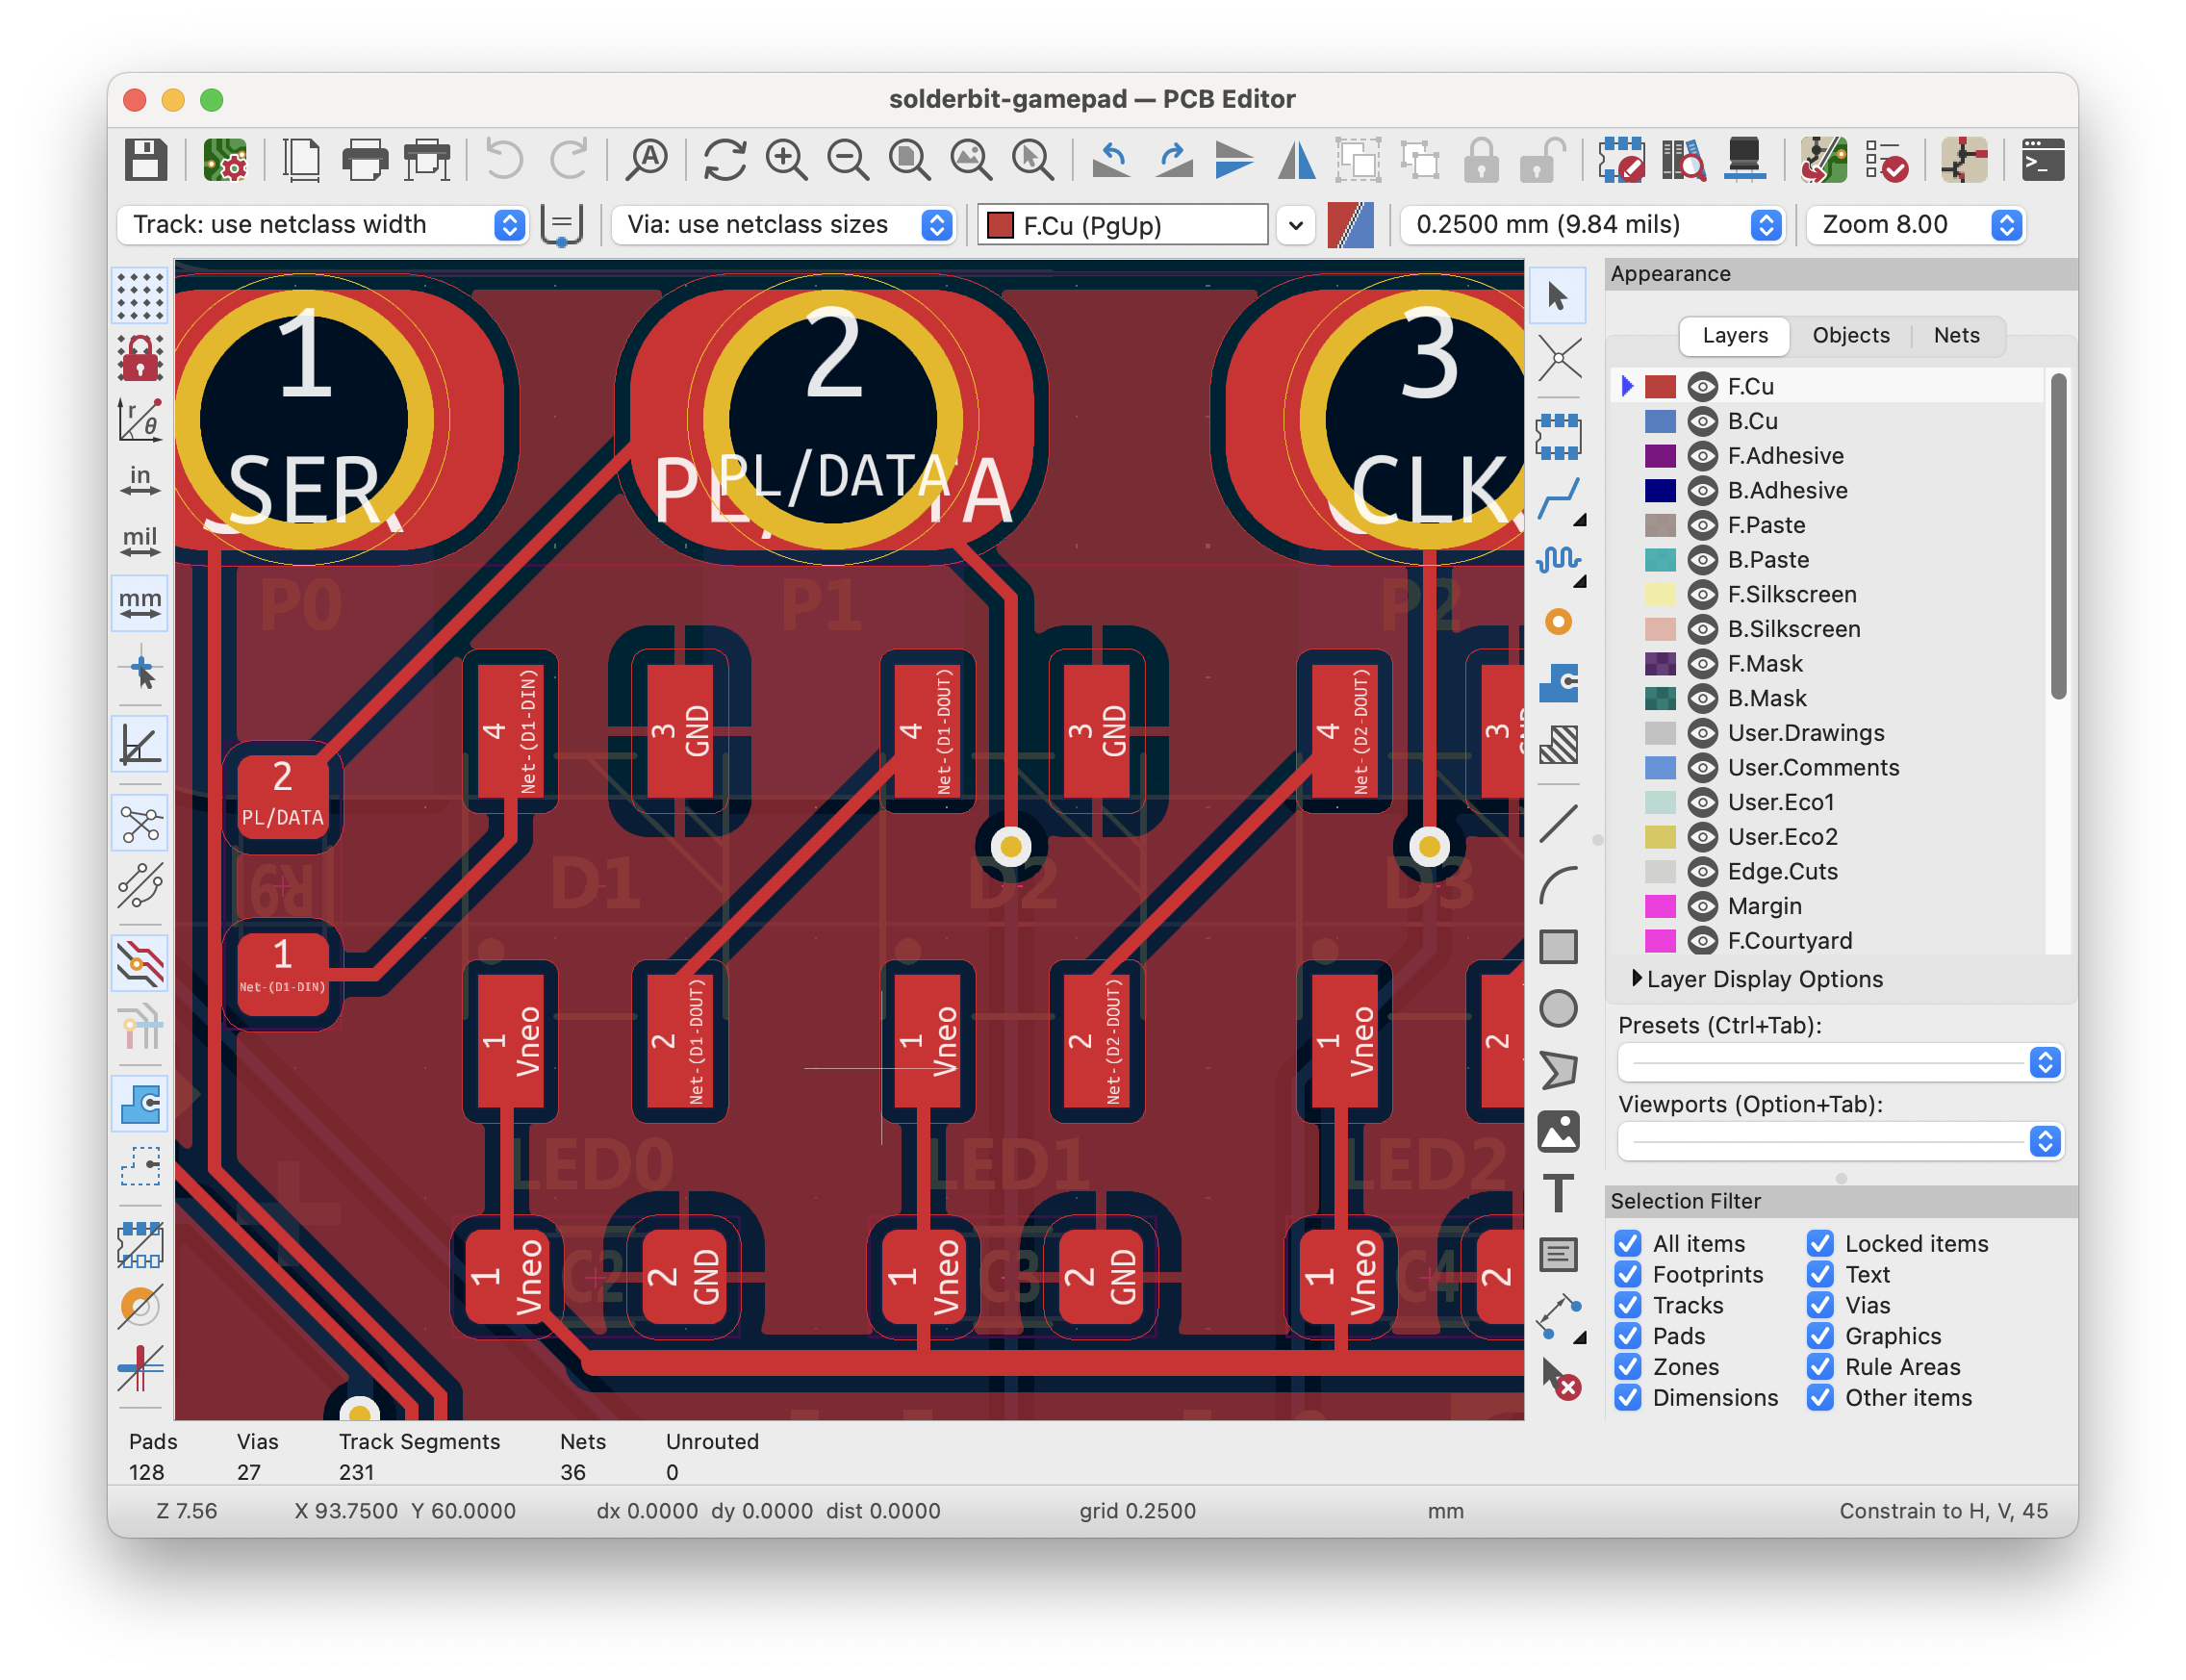 solderbit-gamepad — PCB Editor
Track: use netclass width
Via: use netclass sizes
F.Cu (PgUp)
0.2500 mm (9.84 mils)
Zoom 8.00
in
mil
mm
1
SER
2
PL/DATA
PL/DATA
3
CLK
P0
P1
P2
4
Net-(D1-DIN)
3
GND
4
Net-(D1-DOUT)
3
GND
4
Net-(D2-DOUT)
3
2
PL/DATA
R9
D1
D2
D3
1
Net-(D1-DIN)
1
Vneo
2
Net-(D1-DOUT)
1
Vneo
2
Net-(D2-DOUT)
1
Vneo
2
LED0
LED1
LED2
1
Vneo
C2
2
GND
1
Vneo
C3
2
GND
1
Vneo
C4
2
Appearance
Layers
Objects
Nets
F.Cu
B.Cu
F.Adhesive
B.Adhesive
F.Paste
B.Paste
F.Silkscreen
B.Silkscreen
F.Mask
B.Mask
User.Drawings
User.Comments
User.Eco1
User.Eco2
Edge.Cuts
Margin
F.Courtyard
Layer Display Options
Presets (Ctrl+Tab):
Viewports (Option+Tab):
Selection Filter
All items
Locked items
Footprints
Text
Tracks
Vias
Pads
Graphics
Zones
Rule Areas
Dimensions
Other items
Pads
Vias
Track Segments
Nets
Unrouted
128
27
231
36
0
Z 7.56
X 93.7500 Y 60.0000
dx 0.0000 dy 0.0000 dist 0.0000
grid 0.2500
mm
Constrain to H, V, 45